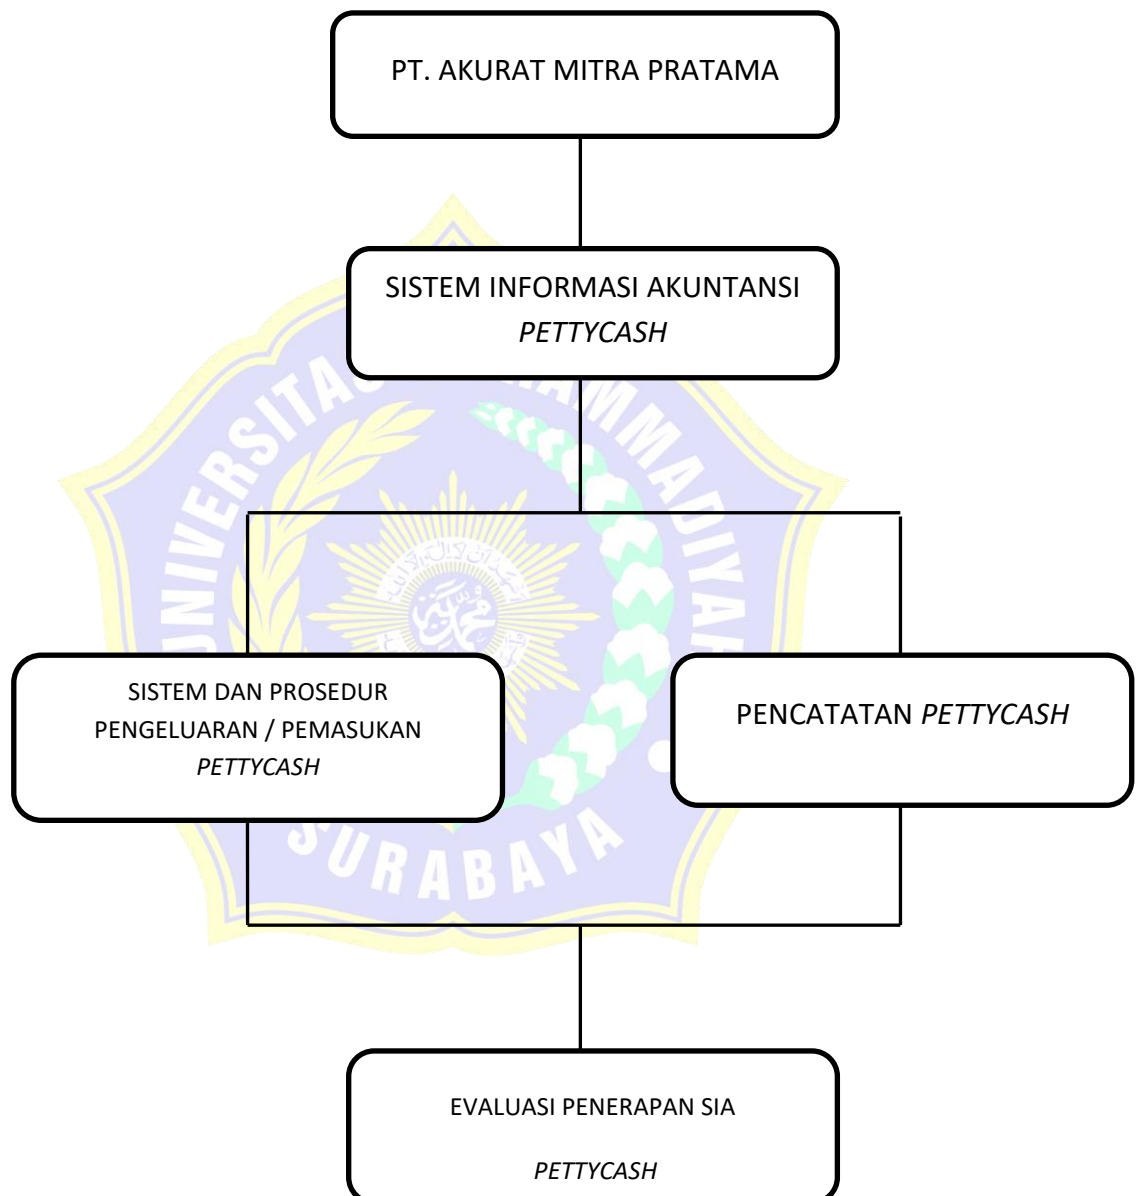 PT. AKURAT MITRA PRATAMA
SISTEM INFORMASI AKUNTANSI
PETTYCASH
SISTEM DAN PROSEDUR
PENGELUARAN / PEMASUKAN
PETTYCASH
PENCATATAN PETTYCASH
SURABAYA
EVALUASI PENERAPAN SIA
PETTYCASH